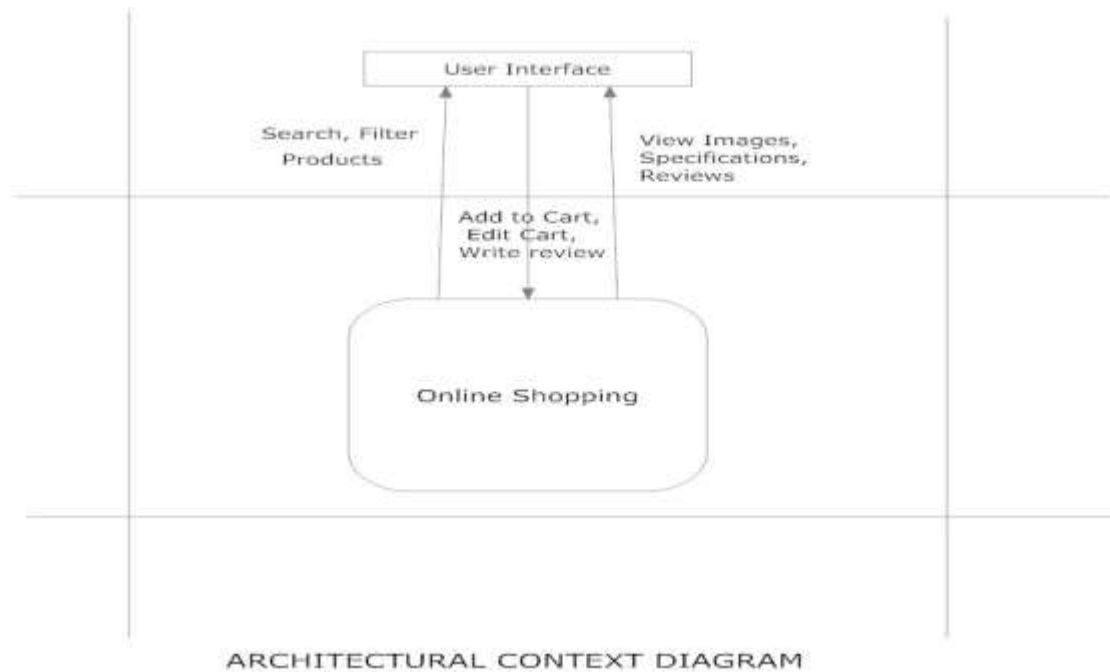 User Interface
Search, Filter
Products
View Images,
Specifications,
Reviews
Add to Cart,
Edit Cart,
Write review
Online Shopping
ARCHITECTURAL CONTEXT DIAGRAM